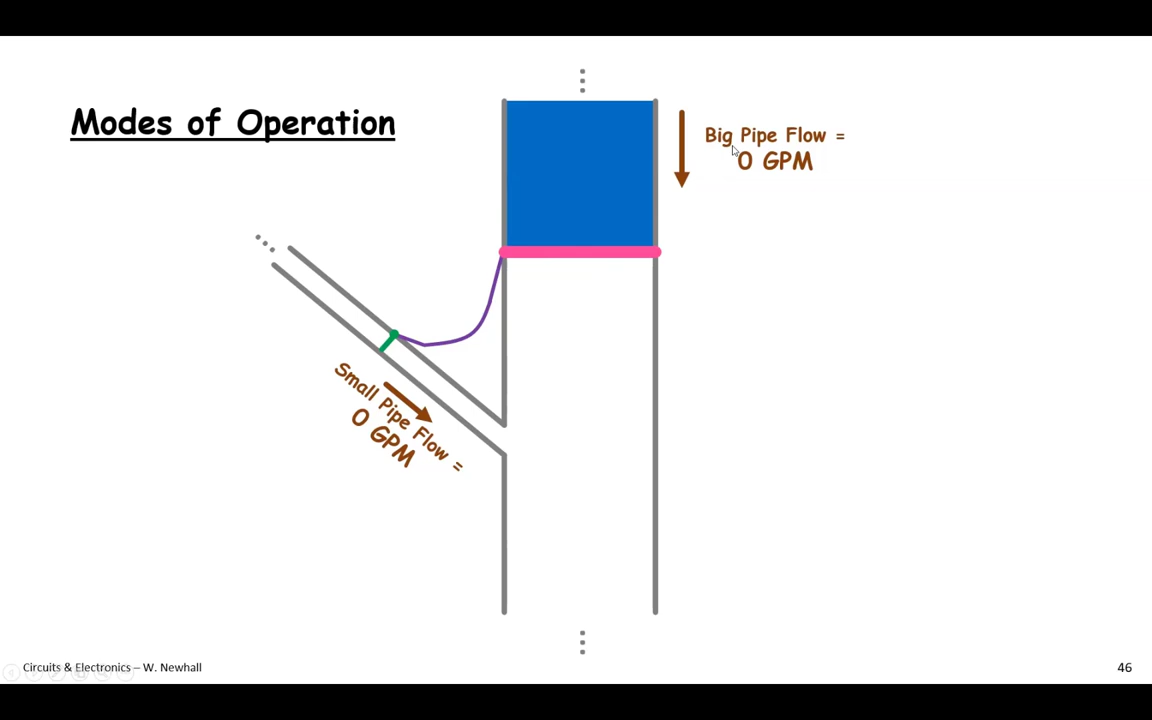 Modes of Operation
Big Pipe Flow =
0 GPM
Small Pipe Flow =
0 GPM
Circuits & Electronics – W. Newhall
46